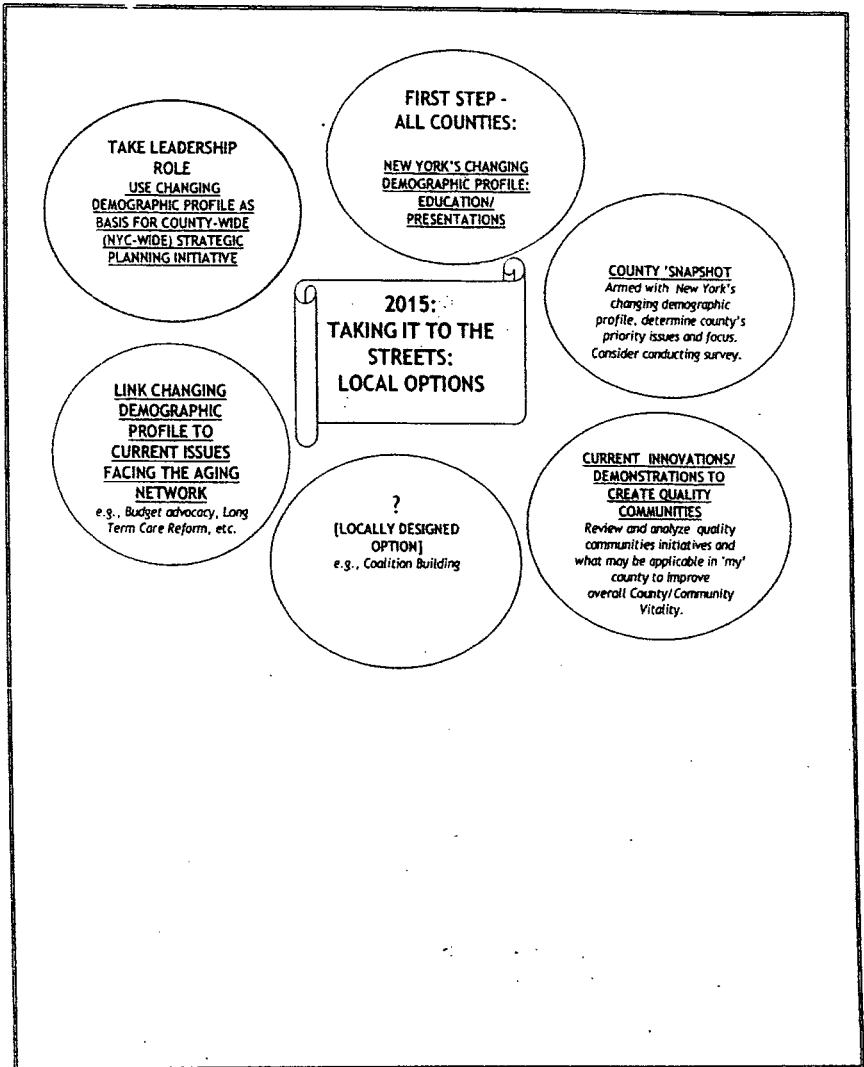 FIRST STEP -
ALL COUNTIES:
NEW YORK'S CHANGING
DEMOGRAPHIC PROFILE:
EDUCATION/
PRESENTATIONS
TAKE LEADERSHIP
ROLE
USE CHANGING
DEMOGRAPHIC PROFILE AS
BASIS FOR COUNTY-WIDE
(NYC-WIDE) STRATEGIC
PLANNING INITIATIVE
COUNTY 'SNAPSHOT
Armed with New York's
changing demographic
profile, determine county's
priority issues and focus.
Consider conducting survey.
2015:
TAKING IT TO THE
STREETS:
LOCAL OPTIONS
LINK CHANGING
DEMOGRAPHIC
PROFILE TO
CURRENT ISSUES
FACING THE AGING
NETWORK
e.g., Budget advocacy, Long
Term Care Reform, etc.
CURRENT INNOVATIONS/
DEMONSTRATIONS TO
CREATE QUALITY
COMMUNITIES
Review and analyze quality
communities initiatives and
what may be applicable in 'my'
county to improve
overall County/Community
Vitality.
?
[LOCALLY DESIGNED
OPTION]
e.g., Coalition Building